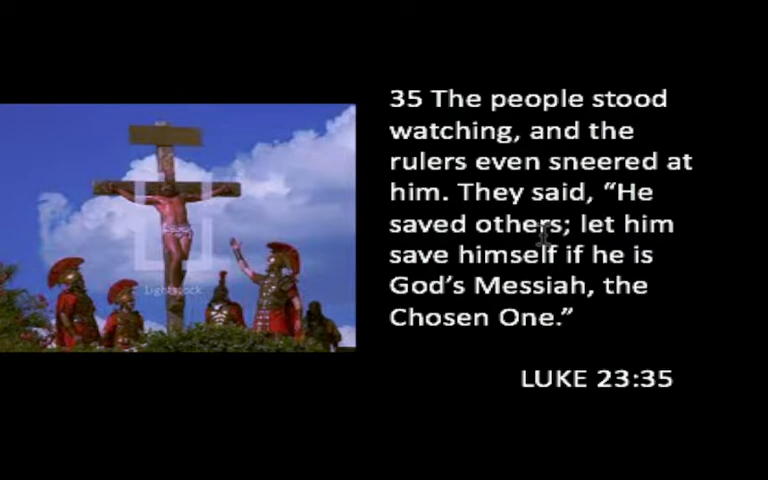 35 The people stood
watching, and the
rulers even sneered at
him. They said, “He
saved others; let him
save himself if he is
God’s Messiah, the
Chosen One.”
LUKE 23:35
Lightstock